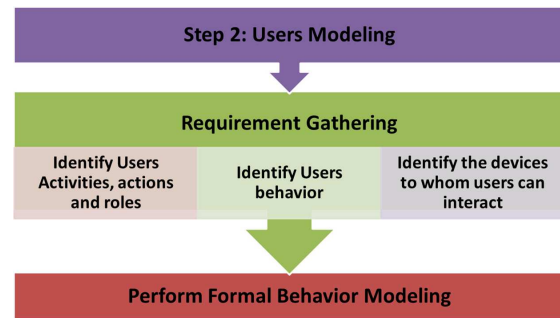 Step 2: Users Modeling
Requirement Gathering
Identify Users
Activities, actions
and roles
Identify Users
behavior
Identify the devices
to whom users can
interact
Perform Formal Behavior Modeling